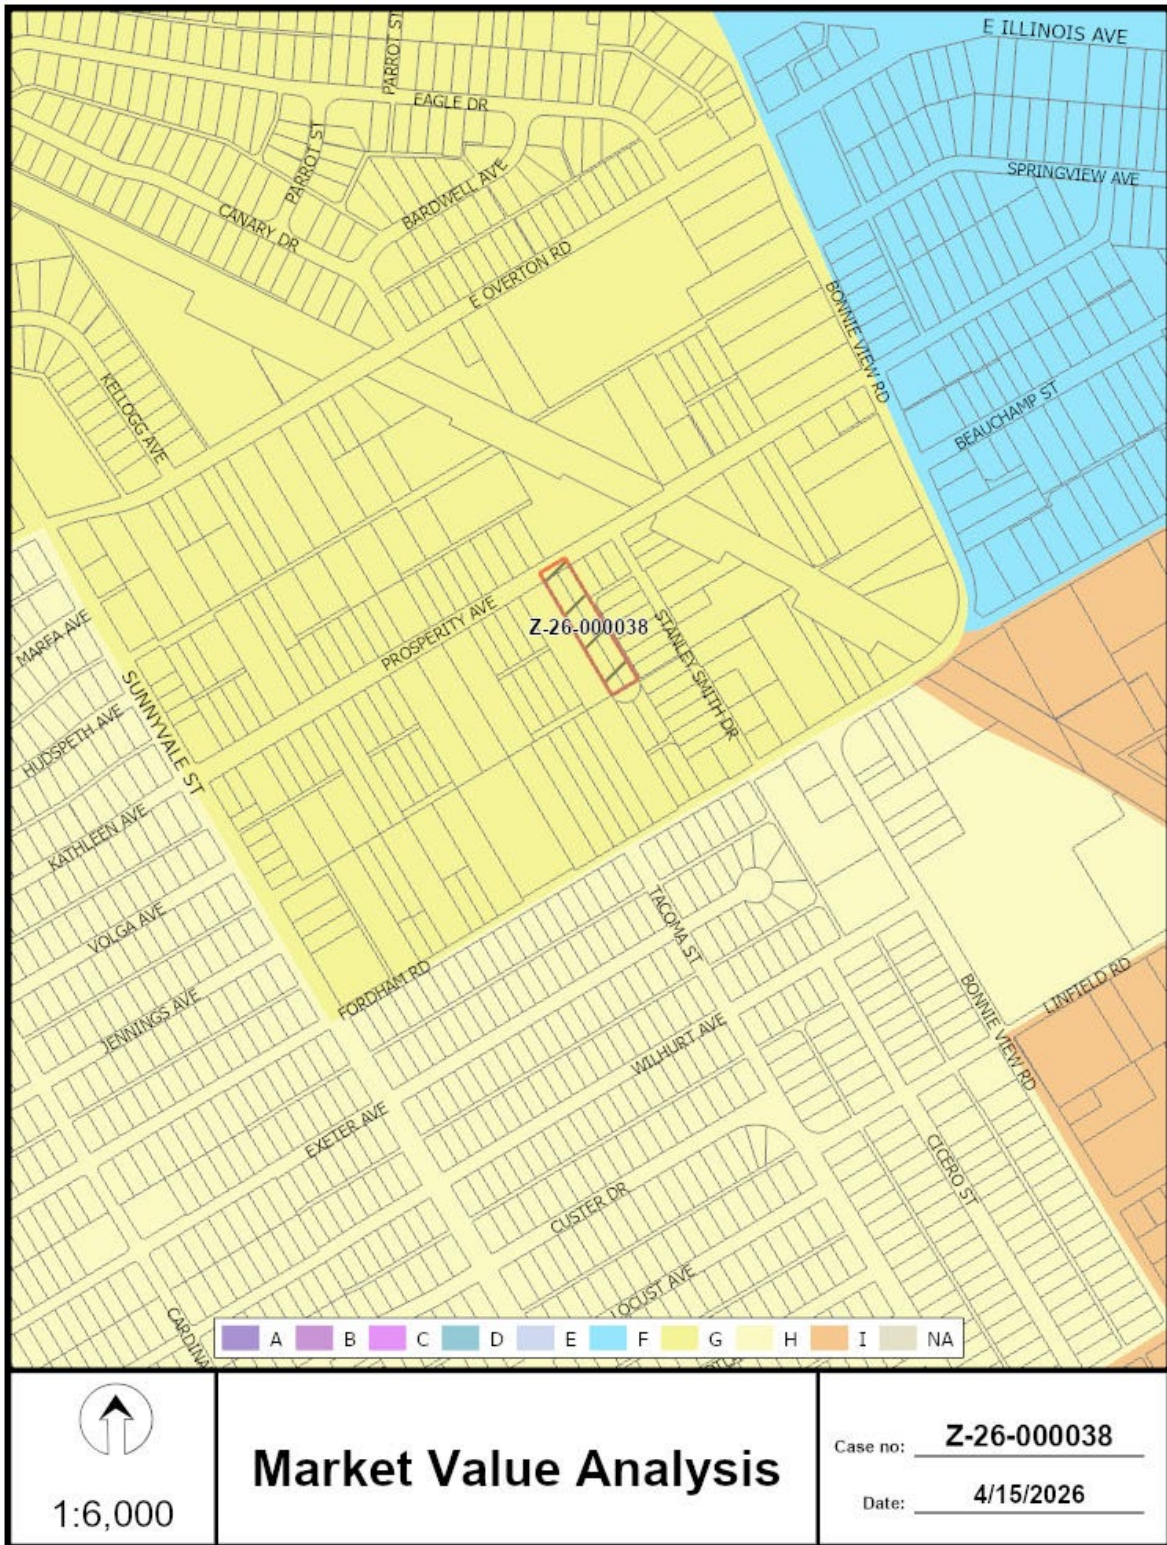 E ILLINOIS AVE
PARROT ST
EAGLE DR
PARROT ST
BARDWELL AVE
SPRINGVIEW AVE
CANARY DR
E OVERTON RD
BONNIE VIEW RD
KELLOGG AVE
BEAUCHAMP ST
PROSPERITY AVE
Z-26-000038
STANLEY SMITH DR
MARFA AVE
SUNNYVALE ST
HUDSPETH AVE
KATHLEEN AVE
VOLGA AVE
TACOMA ST
FORDHAM RD
JENNINGS AVE
LINFIELD RD
BONNIE VIEW RD
WILHURT AVE
EXETER AVE
CICERO ST
CUSTER DR
LOCUST AVE
CARDINA
A B C D E F G H I NA
1:6,000
Market Value Analysis
Case no: Z-26-000038
Date: 4/15/2026